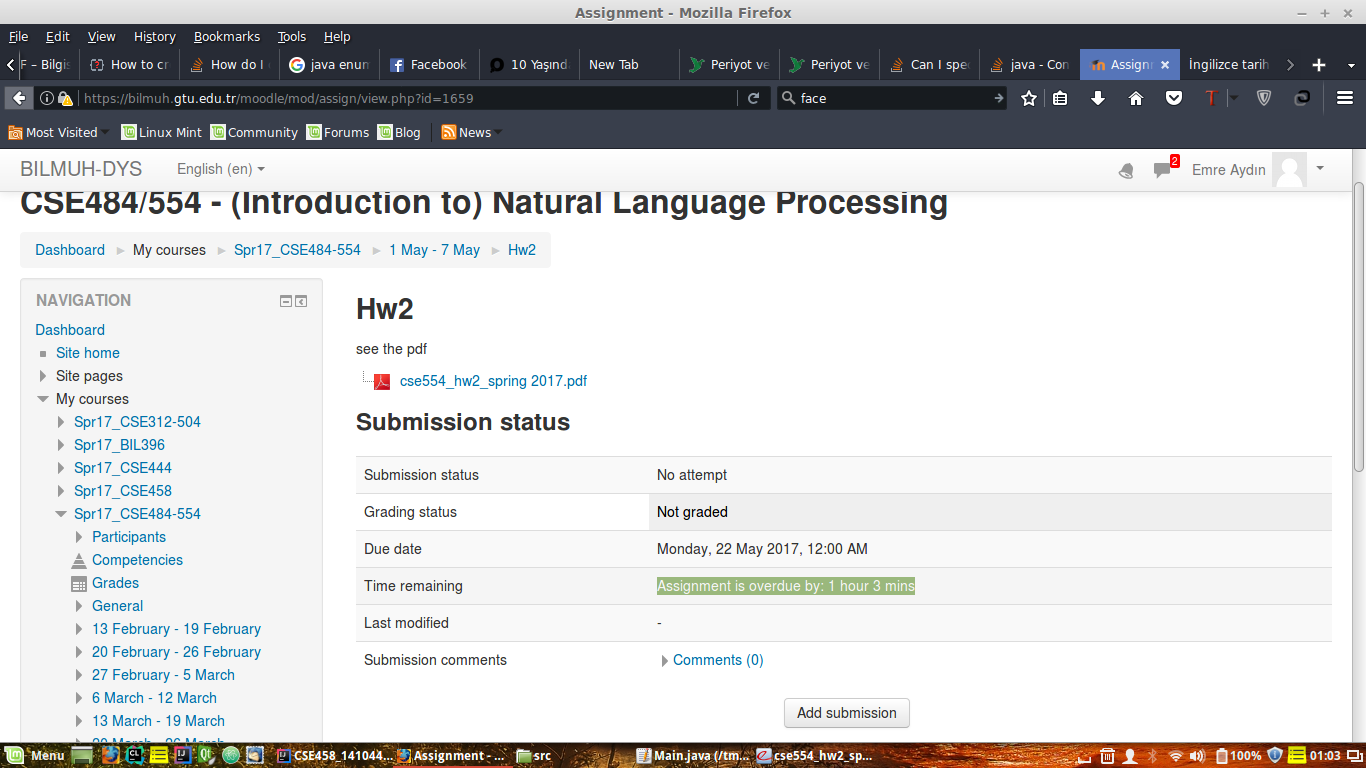 Assignment - Mozilla Firefox
File Edit View History Bookmarks Tools Help
F – Bilgis How to cr How do I java enum Facebook 10 Yaşınd New Tab Periyot ve Periyot ve Can I spe java - Con Assignm İngilizce tarih
https://bilmuh.gtu.edu.tr/moodle/mod/assign/view.php?id=1659 face
Most Visited Linux Mint Community Forums Blog News
BILMUH-DYS English (en) 2 Emre Aydın
CSE484/554 - (Introduction to) Natural Language Processing
Dashboard My courses Spr17_CSE484-554 1 May - 7 May Hw2
NAVIGATION
Dashboard
Site home
Site pages
My courses
Spr17_CSE312-504
Spr17_BIL396
Spr17_CSE444
Spr17_CSE458
Spr17_CSE484-554
Participants
Competencies
Grades
General
13 February - 19 February
20 February - 26 February
27 February - 5 March
6 March - 12 March
13 March - 19 March
20 March - 26 March
Hw2
see the pdf
cse554_hw2_spring 2017.pdf
Submission status
Submission status No attempt
Grading status Not graded
Due date Monday, 22 May 2017, 12:00 AM
Time remaining Assignment is overdue by: 1 hour 3 mins
Last modified -
Submission comments Comments (0)
Add submission
Menu CSE458_141044... Assignment - ... src Main.java (/tm... cse554_hw2_sp... 100% 01:03